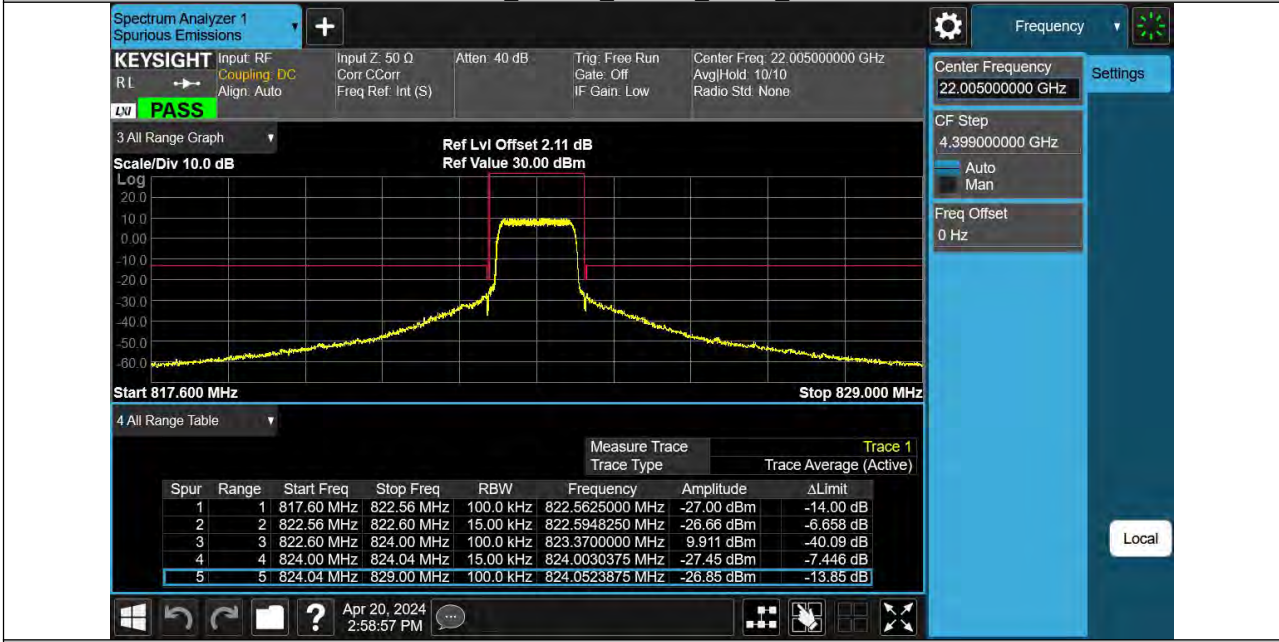 Spectrum Analyzer 1
Spurious Emissions
+
Frequency
KEYSIGHT Input: RF Input Z: 50 Ω Atten: 40 dB Trig: Free Run Center Freq: 22.005000000 GHz
RL Coupling: DC Corr CCorr Gate: Off Avg|Hold: 10/10
Align: Auto Freq Ref: Int (S) IF Gain: Low Radio Std: None
LXI PASS
Center Frequency
22.005000000 GHz
Settings
CF Step
4.399000000 GHz
Auto
Man
Freq Offset
0 Hz
3 All Range Graph
Ref Lvl Offset 2.11 dB
Scale/Div 10.0 dB Ref Value 30.00 dBm
Log
20.0
10.0
0.00
-10.0
-20.0
-30.0
-40.0
-50.0
-60.0
Start 817.600 MHz Stop 829.000 MHz
4 All Range Table
Measure Trace Trace 1
Trace Type Trace Average (Active)
Spur Range Start Freq Stop Freq RBW Frequency Amplitude ΔLimit
1 1 817.60 MHz 822.56 MHz 100.0 kHz 822.5625000 MHz -27.00 dBm -14.00 dB
2 2 822.56 MHz 822.60 MHz 15.00 kHz 822.5948250 MHz -26.66 dBm -6.658 dB
3 3 822.60 MHz 824.00 MHz 100.0 kHz 823.3700000 MHz 9.911 dBm -40.09 dB
4 4 824.00 MHz 824.04 MHz 15.00 kHz 824.0030375 MHz -27.45 dBm -7.446 dB
5 5 824.04 MHz 829.00 MHz 100.0 kHz 824.0523875 MHz -26.85 dBm -13.85 dB
Local
? Apr 20, 2024
2:58:57 PM